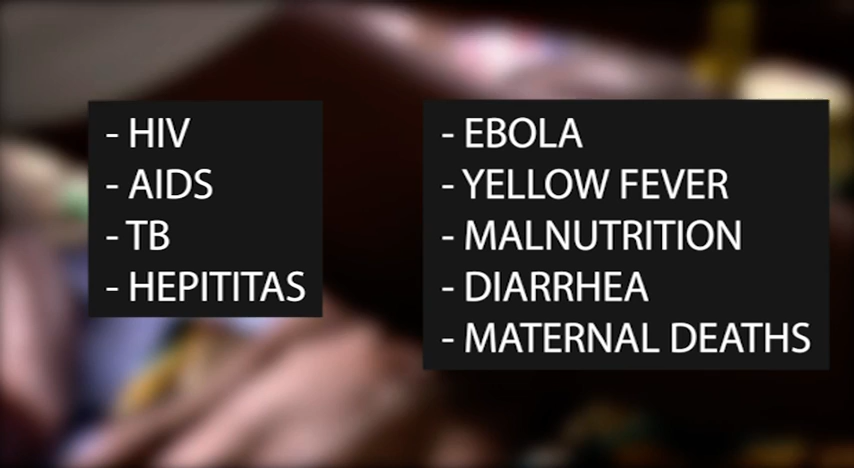 - HIV
- AIDS
- TB
- HEPITITAS
- EBOLA
- YELLOW FEVER
- MALNUTRITION
- DIARRHEA
- MATERNAL DEATHS